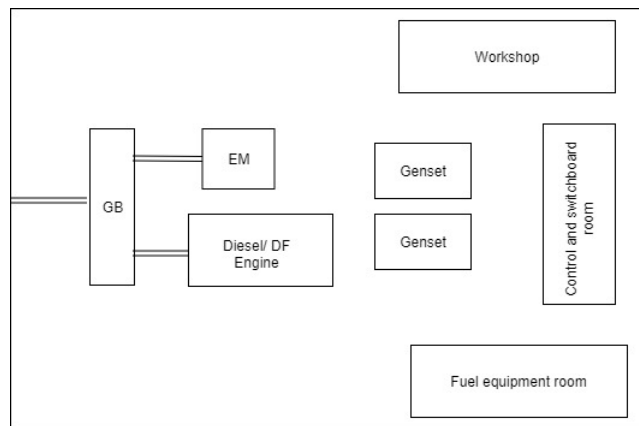 Workshop
EM
Genset
GB
Genset
Diesel/ DF
Engine
Control and switchboard
room
Fuel equipment room